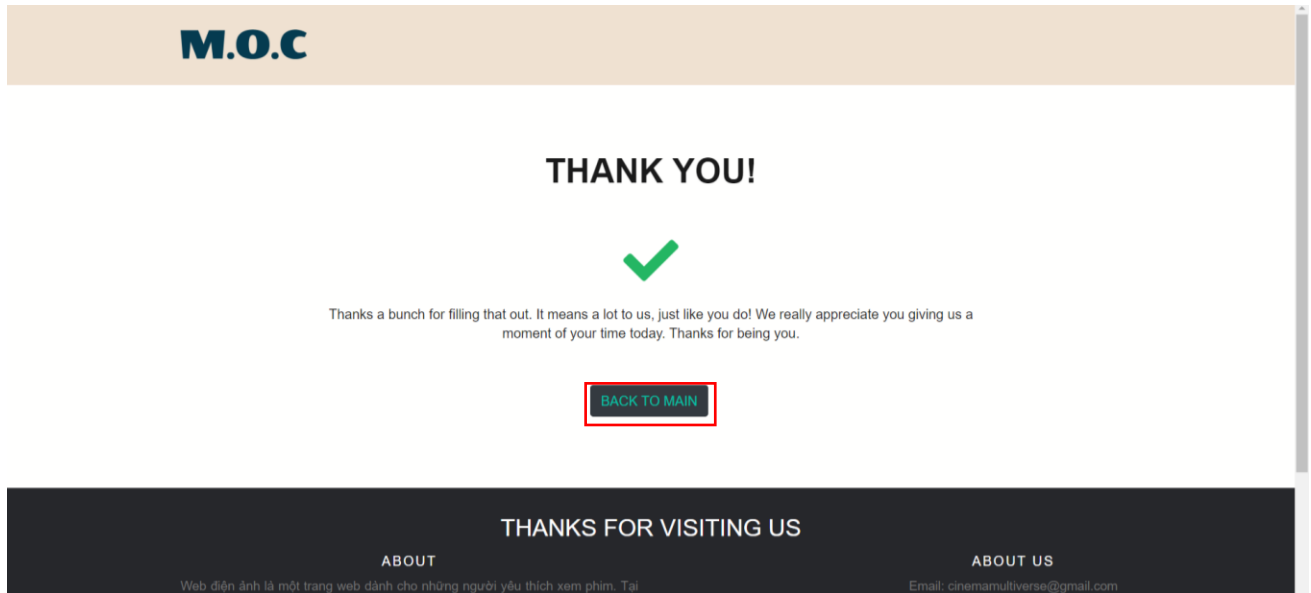 M.O.C
THANK YOU!
Thanks a bunch for filling that out. It means a lot to us, just like you do! We really appreciate you giving us a
moment of your time today. Thanks for being you.
BACK TO MAIN
THANKS FOR VISITING US
ABOUT
Web điện ảnh là một trang web dành cho những người yêu thích xem phim. Tại
ABOUT US
Email: cinemamultiverse@gmail.com